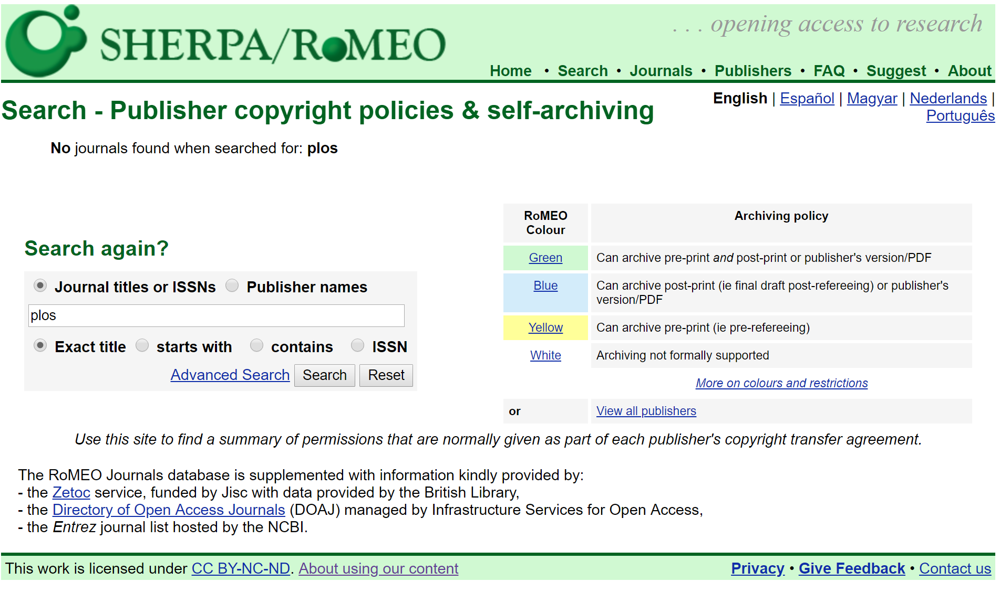 SHERPA/RoMEO
. . . opening access to research
Home • Search • Journals • Publishers • FAQ • Suggest • About
Search - Publisher copyright policies & self-archiving
English | Español | Magyar | Nederlands |
Português
No journals found when searched for: plos
Search again?
Journal titles or ISSNs Publisher names
plos
Exact title starts with contains ISSN
Advanced Search Search Reset
RoMEO
Colour
Archiving policy
Green Can archive pre-print and post-print or publisher's version/PDF
Blue Can archive post-print (ie final draft post-refereeing) or publisher's
version/PDF
Yellow Can archive pre-print (ie pre-refereeing)
White Archiving not formally supported
More on colours and restrictions
or View all publishers
Use this site to find a summary of permissions that are normally given as part of each publisher's copyright transfer agreement.
The RoMEO Journals database is supplemented with information kindly provided by:
- the Zetoc service, funded by Jisc with data provided by the British Library,
- the Directory of Open Access Journals (DOAJ) managed by Infrastructure Services for Open Access,
- the Entrez journal list hosted by the NCBI.
This work is licensed under CC BY-NC-ND. About using our content
Privacy • Give Feedback • Contact us